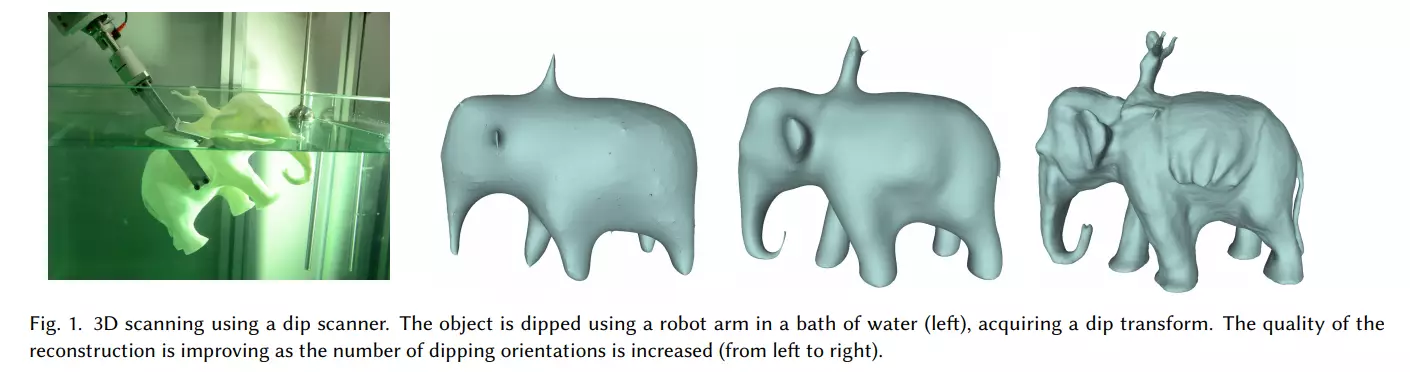 Fig. 1. 3D scanning using a dip scanner. The object is dipped using a robot arm in a bath of water (left), acquiring a dip transform. The quality of the
reconstruction is improving as the number of dipping orientations is increased (from left to right).